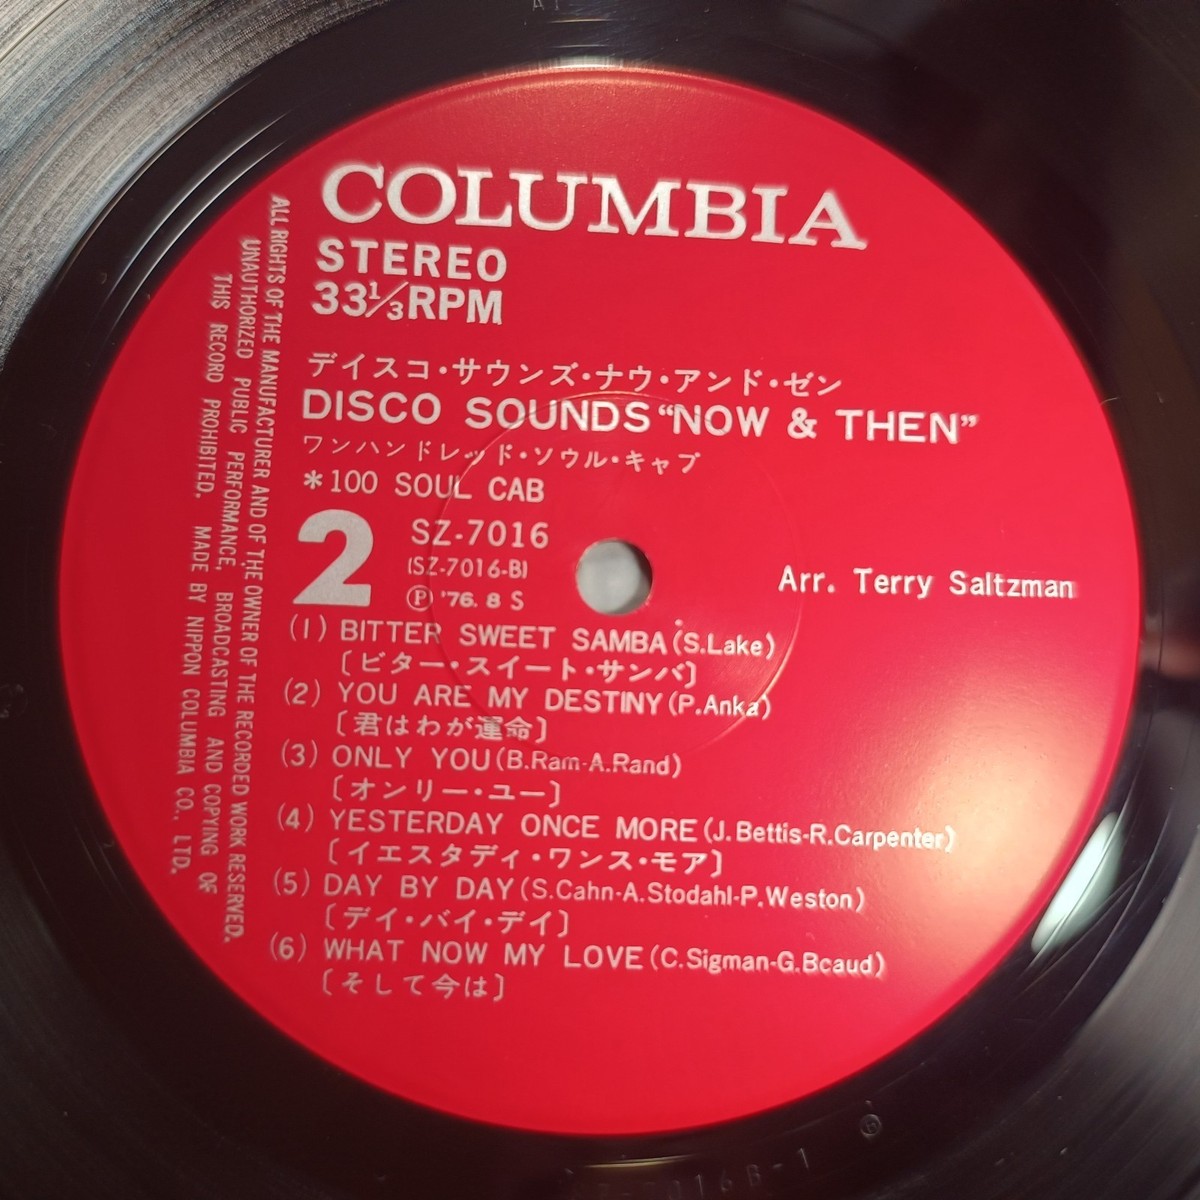 COLUMBIA
STEREO
33⅓RPM
デイスコ・サウンズ・ナウ・アンド・ゼン
DISCO SOUNDS “NOW & THEN”
ワンハンドレッド・ソウル・キャブ
*100 SOUL CAB
2
SZ-7016
(SZ-7016-B)
Ⓟ '76. 8 S
Arr. Terry Saltzman
(1) BITTER SWEET SAMBA (S.Lake)
[ビター・スイート・サンバ]
(2) YOU ARE MY DESTINY (P.Anka)
[君はわが運命]
(3) ONLY YOU (B.Ram-A.Rand)
[オンリー・ユー]
(4) YESTERDAY ONCE MORE (J.Bettis-R.Carpenter)
[イエスタディ・ワンス・モア]
(5) DAY BY DAY (S.Cahn-A.Stodahl-P.Weston)
[デイ・バイ・デイ]
(6) WHAT NOW MY LOVE (C.Sigman-G.Bcaud)
[そして今は]
ALL RIGHTS OF THE MANUFACTURER AND OF THE OWNER OF THE RECORDED WORK RESERVED.
UNAUTHORIZED PUBLIC PERFORMANCE, BROADCASTING AND COPYING OF
THIS RECORD PROHIBITED. MADE BY NIPPON COLUMBIA CO., LTD.